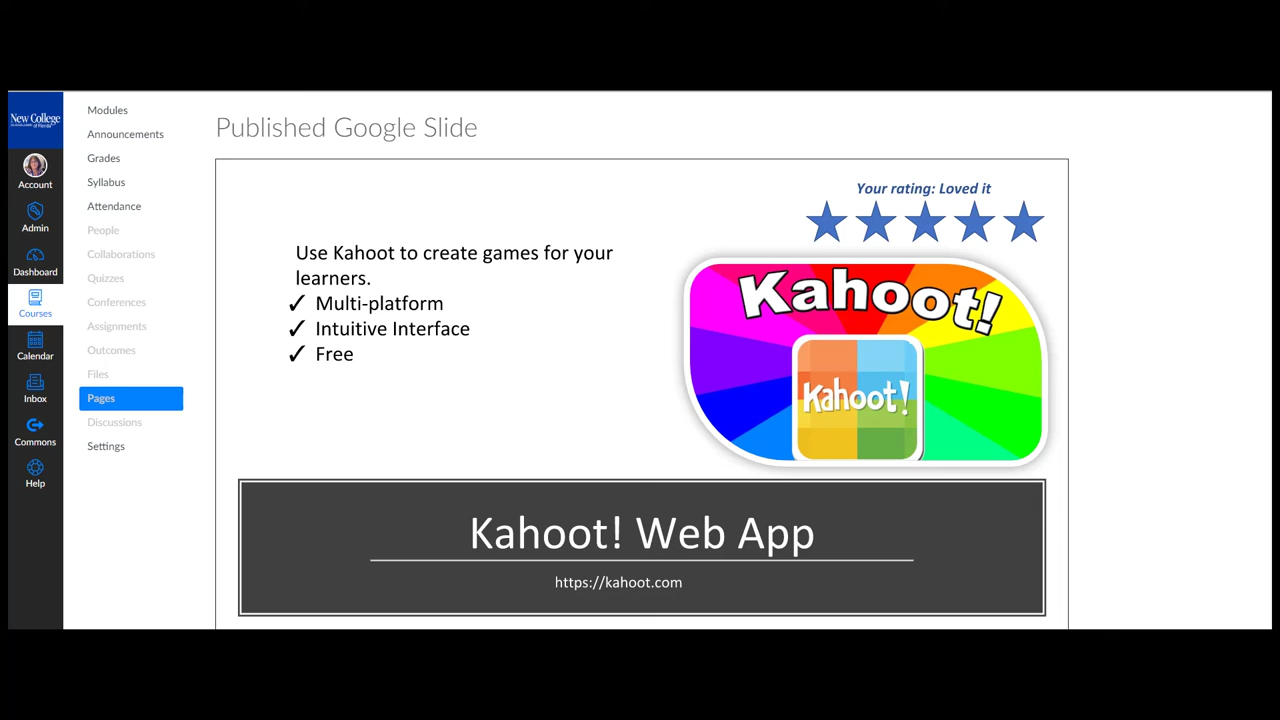 New College
Account
Admin
Dashboard
Courses
Calendar
Inbox
Commons
Help
Modules
Announcements
Grades
Syllabus
Attendance
People
Collaborations
Quizzes
Conferences
Assignments
Outcomes
Files
Pages
Discussions
Settings
Published Google Slide
Your rating: Loved it
Use Kahoot to create games for your
learners.
✓ Multi-platform
✓ Intuitive Interface
✓ Free
Kahoot!
Kahoot!
Kahoot! Web App
https://kahoot.com